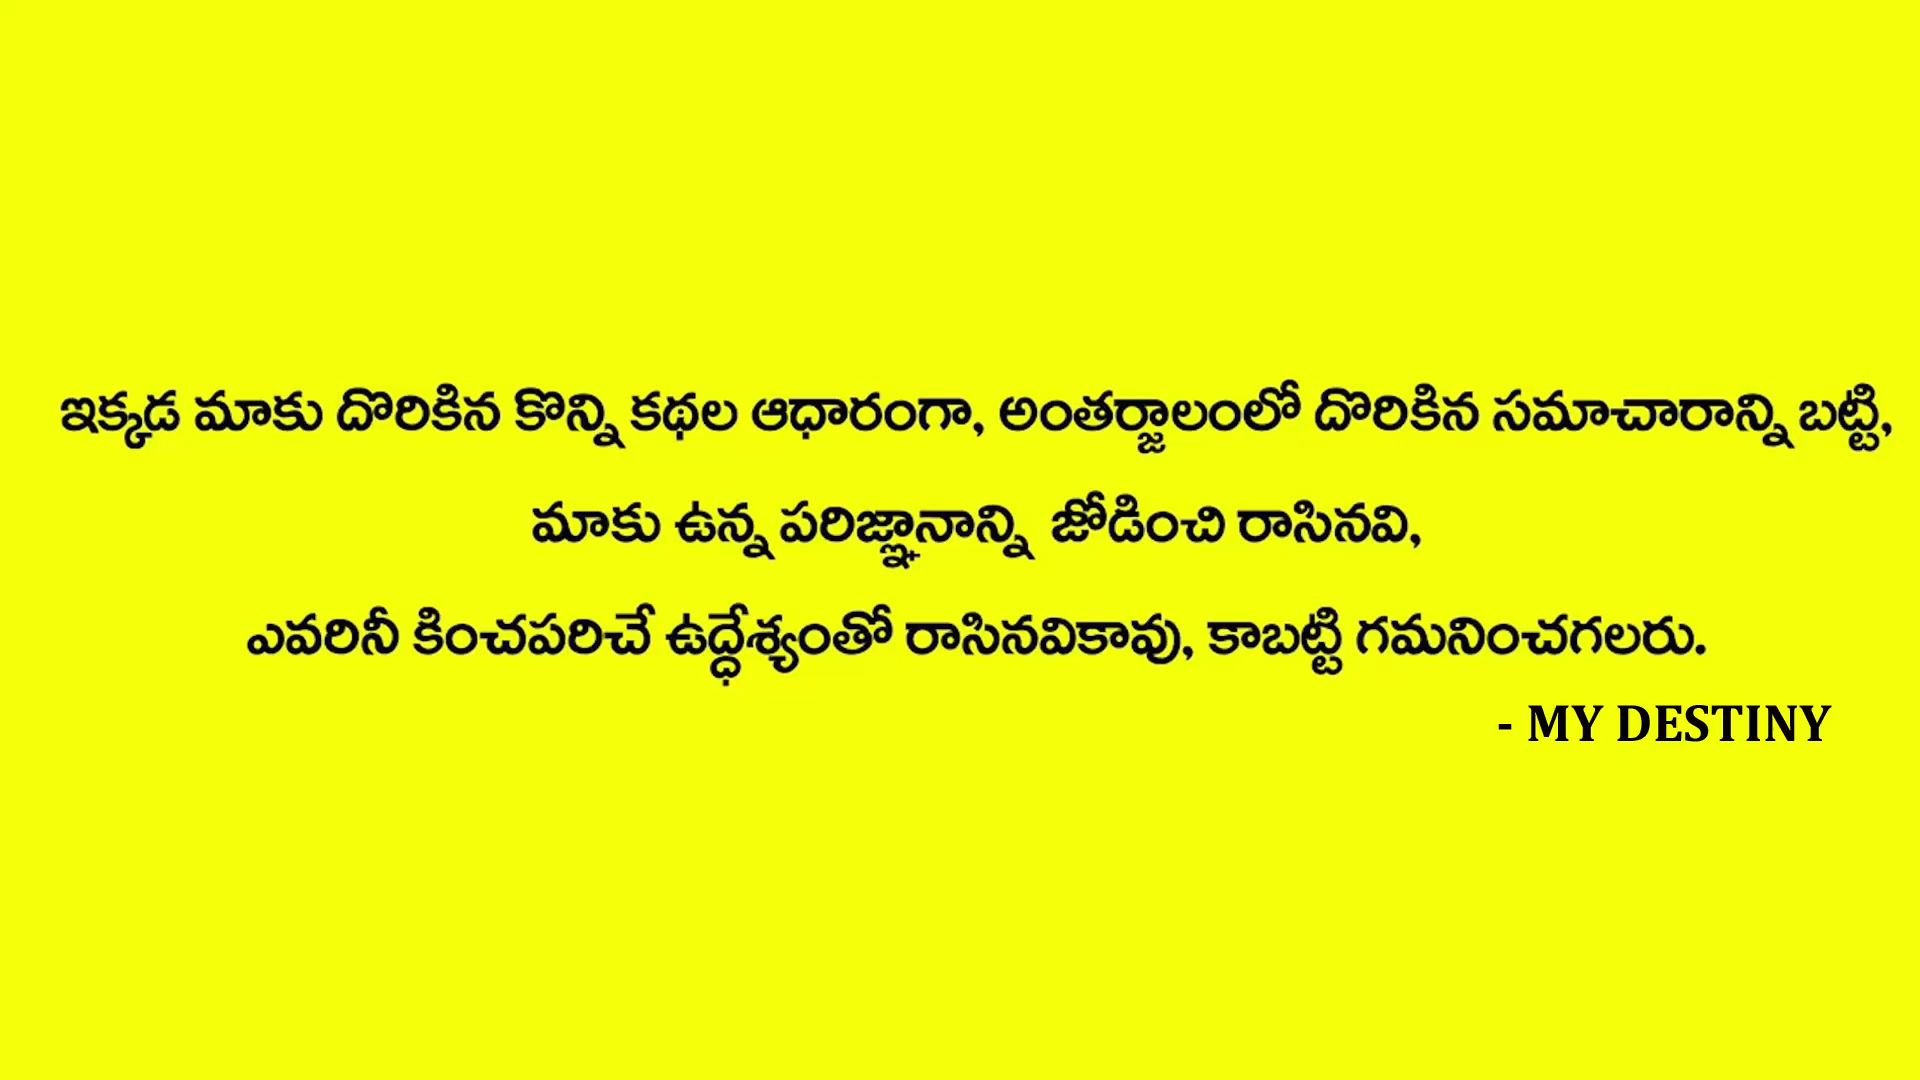 ఇక్కడ మాకు దొరికిన కొన్ని కథల ఆధారంగా, అంతర్జాలంలో దొరికిన సమాచారాన్ని బట్టి,
మాకు ఉన్న పరిజ్ఞానాన్ని జోడించి రాసినవి,
ఎవరినీ కించపరిచే ఉద్ధేశ్యంతో రాసినవికావు, కాబట్టి గమనించగలరు.
- MY DESTINY